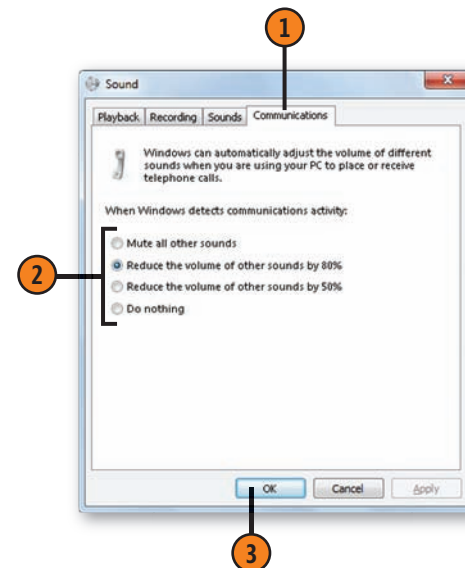 1
Sound
Playback Recording Sounds Communications
Windows can automatically adjust the volume of different
sounds when you are using your PC to place or receive
telephone calls.
When Windows detects communications activity:
Mute all other sounds
2
Reduce the volume of other sounds by 80%
Reduce the volume of other sounds by 50%
Do nothing
OK Cancel Apply
3